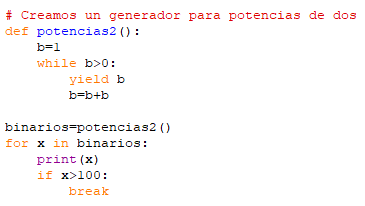 # Creamos un generador para potencias de dos
def potencias2():
    b=1
    while b>0:
        yield b
        b=b+b

binarios=potencias2()
for x in binarios:
    print(x)
    if x>100:
        break